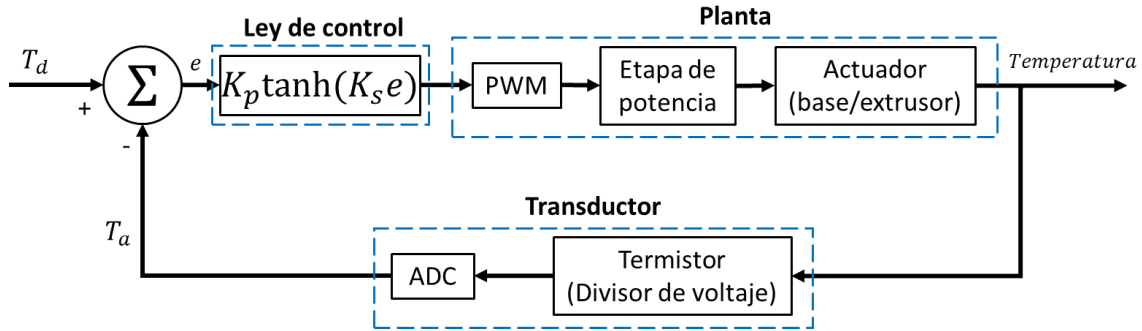 Planta
Ley de control
T_d
+
-
Σ
e
K_p tanh(K_s e)
PWM
Etapa de
potencia
Actuador
(base/extrusor)
Temperatura
Transductor
T_a
ADC
Termistor
(Divisor de voltaje)